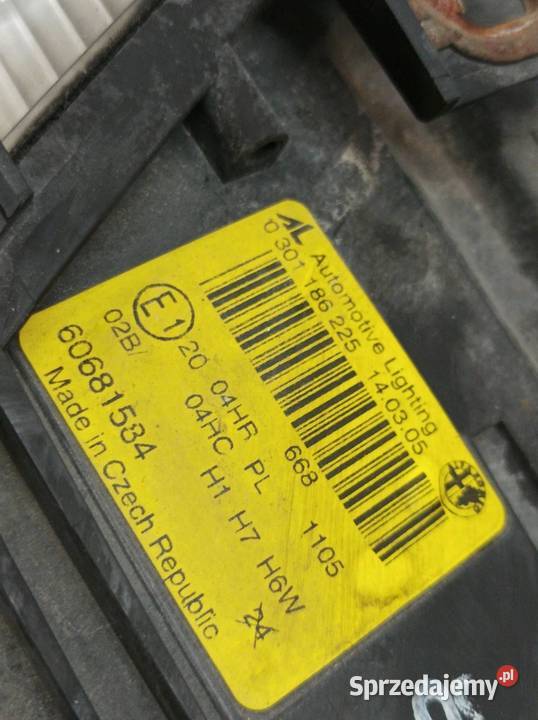 AL Automotive Lighting
0 301 186 225 14.03.05
E1 20 04HR 668 1105
02B/ 04HC PL
H1 H7 H6W
60681534 24
Made in Czech Republic
Sprzedajemy.pl